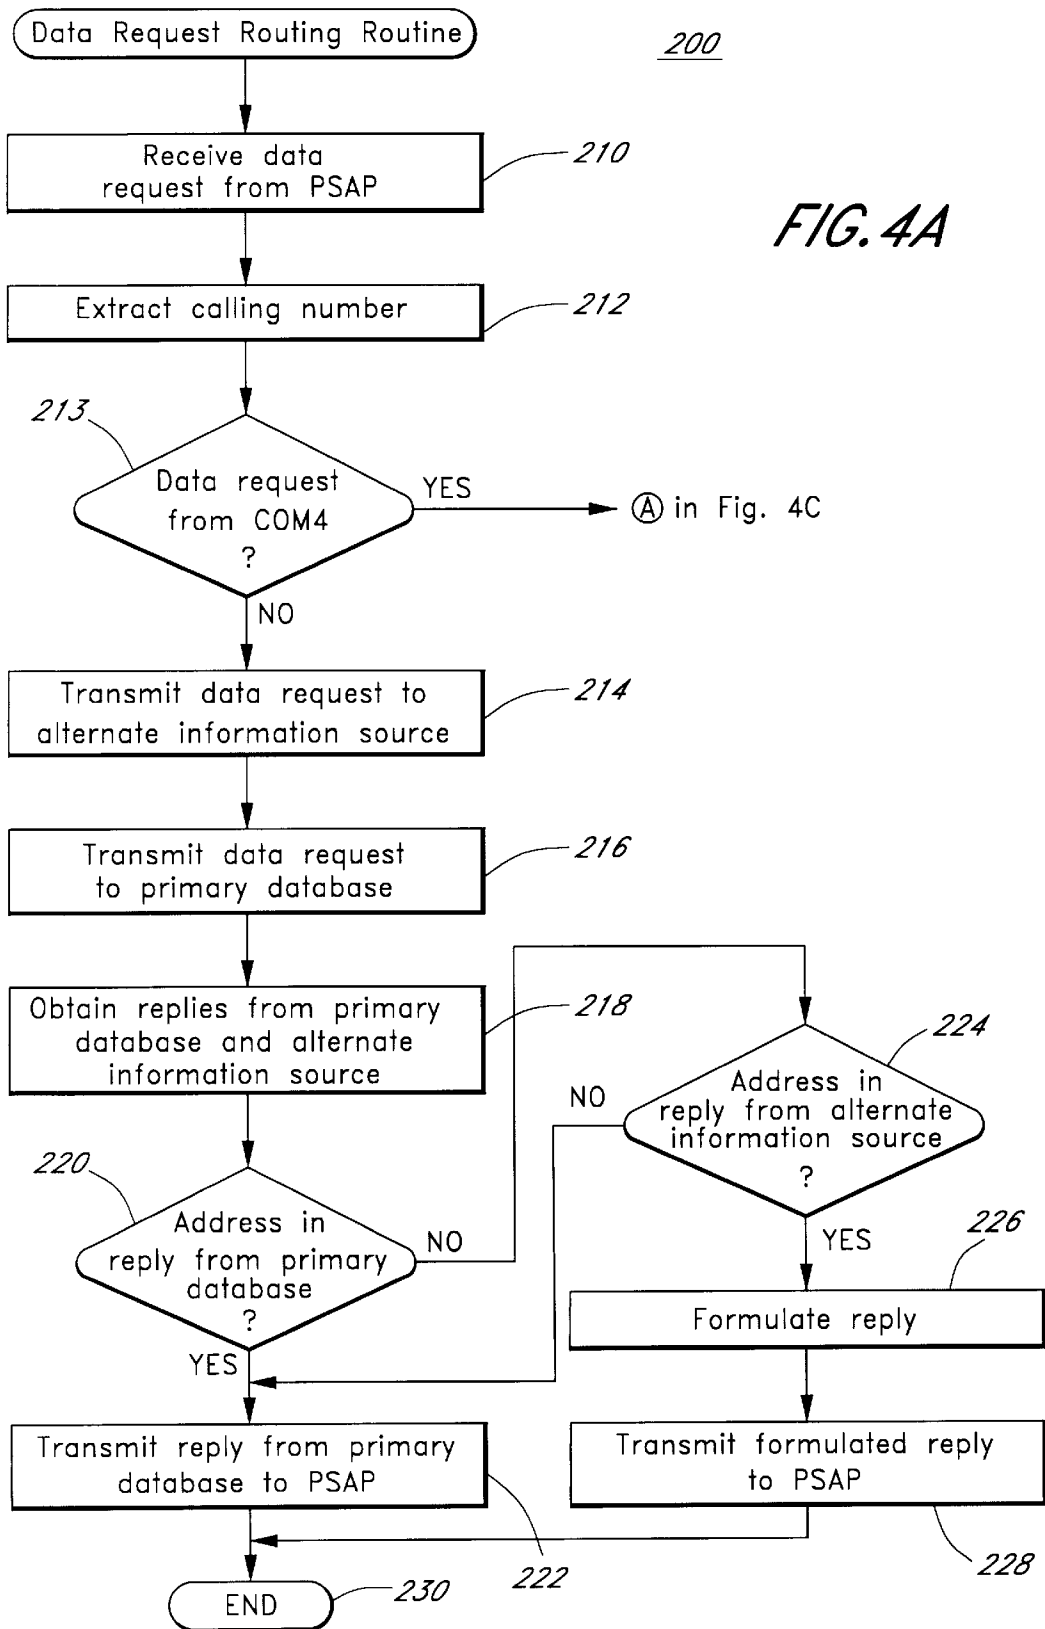 Data Request Routing Routine
200
Receive data
request from PSAP
210
FIG. 4A
Extract calling number
212
213
Data request
from COM4
?
YES
Ⓐ in Fig. 4C
NO
Transmit data request to
alternate information source
214
Transmit data request
to primary database
216
Obtain replies from primary
database and alternate
information source
218
224
Address in
reply from alternate
information source
?
NO
YES
220
Address in
reply from primary
database
?
NO
YES
226
Formulate reply
Transmit reply from primary
database to PSAP
222
Transmit formulated reply
to PSAP
228
END
230